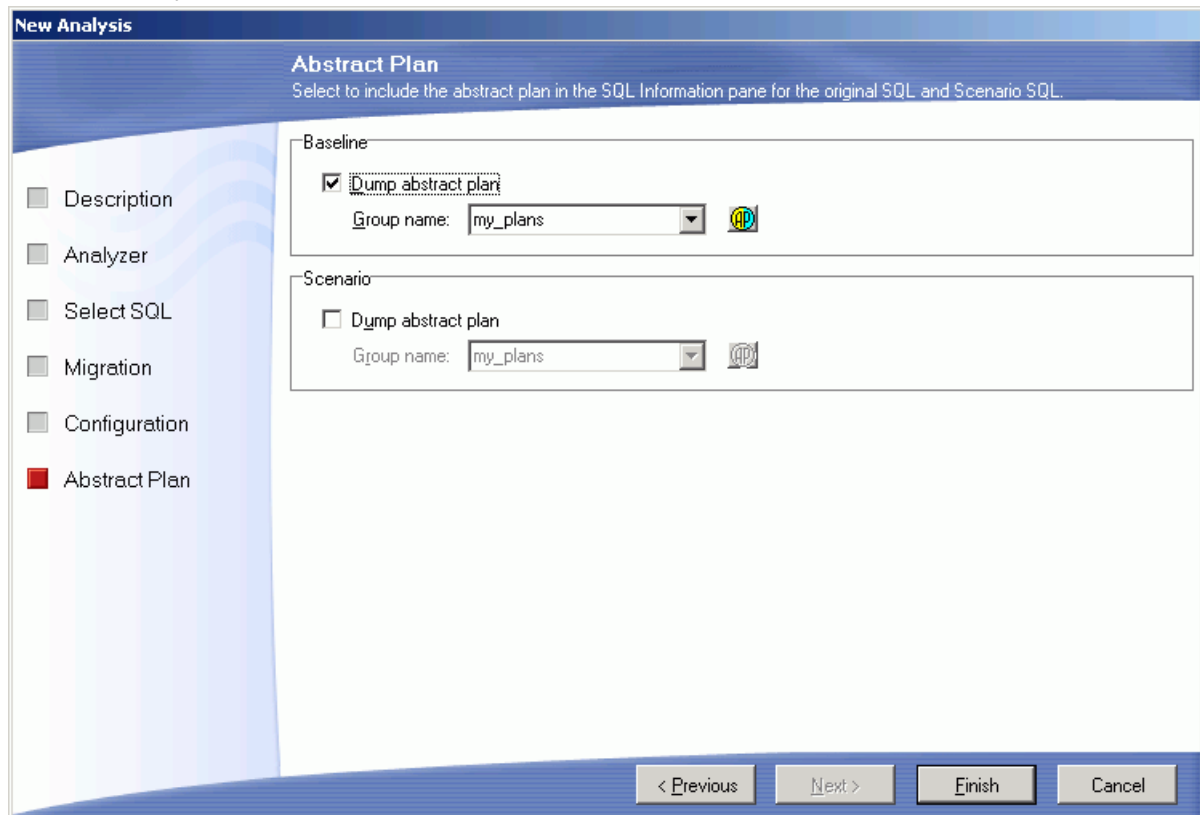 New Analysis
Abstract Plan
Select to include the abstract plan in the SQL Information pane for the original SQL and Scenario SQL.
Description
Analyzer
Select SQL
Migration
Configuration
Abstract Plan
Baseline
Dump abstract plan
Group name: my_plans AP
Scenario
Dump abstract plan
Group name: my_plans AP
< Previous Next > Finish Cancel